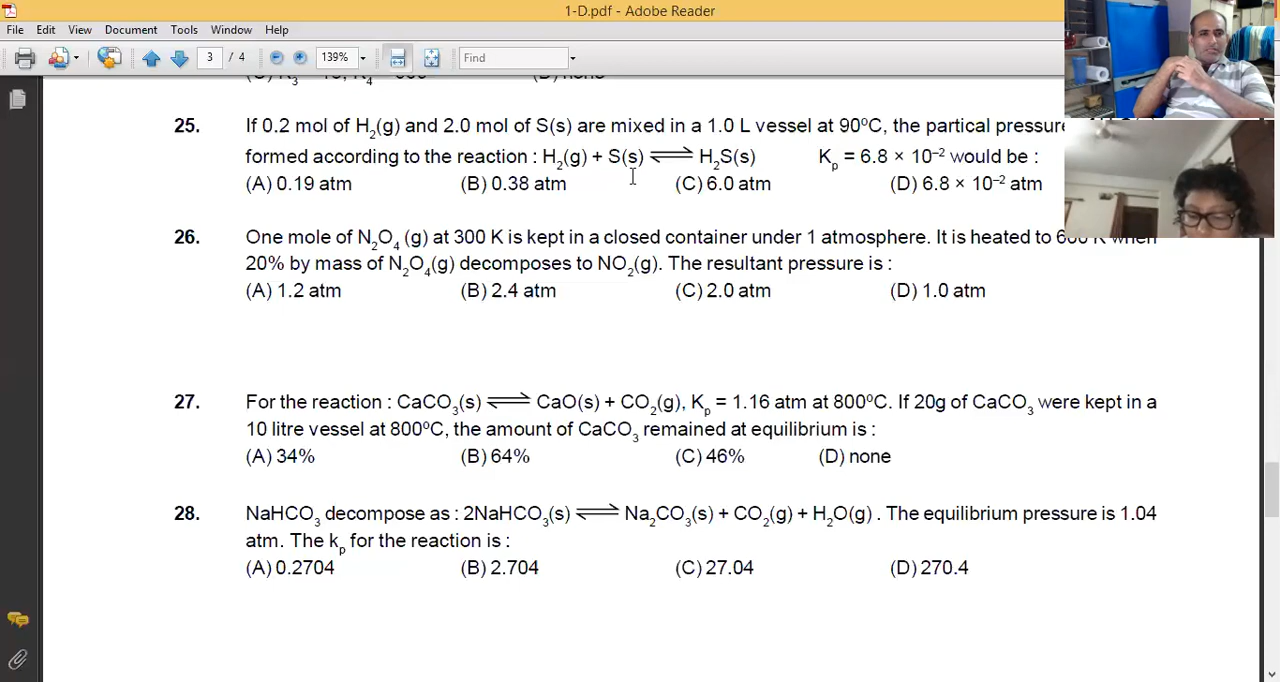 1-D.pdf - Adobe Reader
File Edit View Document Tools Window Help
3 / 4 139% Find
25. If 0.2 mol of H₂(g) and 2.0 mol of S(s) are mixed in a 1.0 L vessel at 90ºC, the partical pressure
formed according to the reaction : H₂(g) + S(s) ⇌ H₂S(s) Kₚ = 6.8 × 10⁻² would be :
(A) 0.19 atm (B) 0.38 atm (C) 6.0 atm (D) 6.8 × 10⁻² atm
26. One mole of N₂O₄ (g) at 300 K is kept in a closed container under 1 atmosphere. It is heated to
20% by mass of N₂O₄(g) decomposes to NO₂(g). The resultant pressure is :
(A) 1.2 atm (B) 2.4 atm (C) 2.0 atm (D) 1.0 atm
27. For the reaction : CaCO₃(s) ⇌ CaO(s) + CO₂(g), Kₚ = 1.16 atm at 800ºC. If 20g of CaCO₃ were kept in a
10 litre vessel at 800ºC, the amount of CaCO₃ remained at equilibrium is :
(A) 34% (B) 64% (C) 46% (D) none
28. NaHCO₃ decompose as : 2NaHCO₃(s) ⇌ Na₂CO₃(s) + CO₂(g) + H₂O(g) . The equilibrium pressure is 1.04
atm. The kₚ for the reaction is :
(A) 0.2704 (B) 2.704 (C) 27.04 (D) 270.4